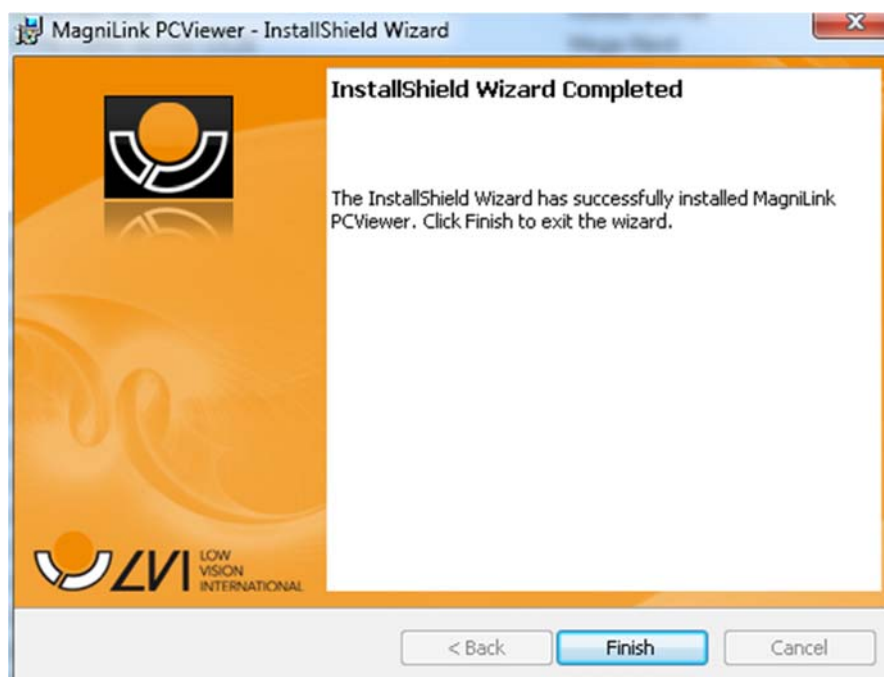 MagniLink PCViewer - InstallShield Wizard
InstallShield Wizard Completed
The InstallShield Wizard has successfully installed MagniLink
PCViewer. Click Finish to exit the wizard.
LVI LOW
VISION
INTERNATIONAL
< Back
Finish
Cancel